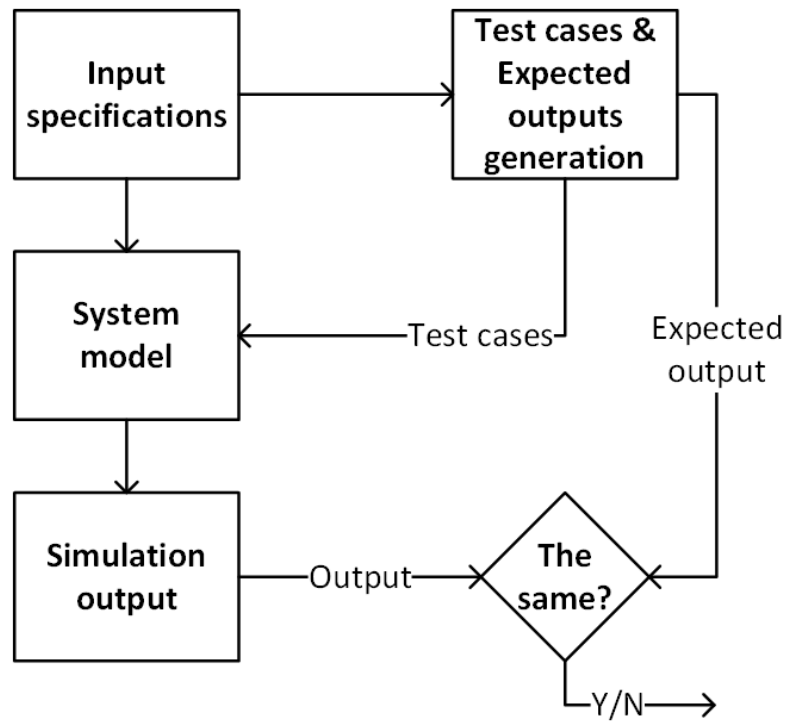 Input
specifications
Test cases &
Expected
outputs
generation
System
model
Test cases
Expected
output
Simulation
output
Output
The
same?
Y/N